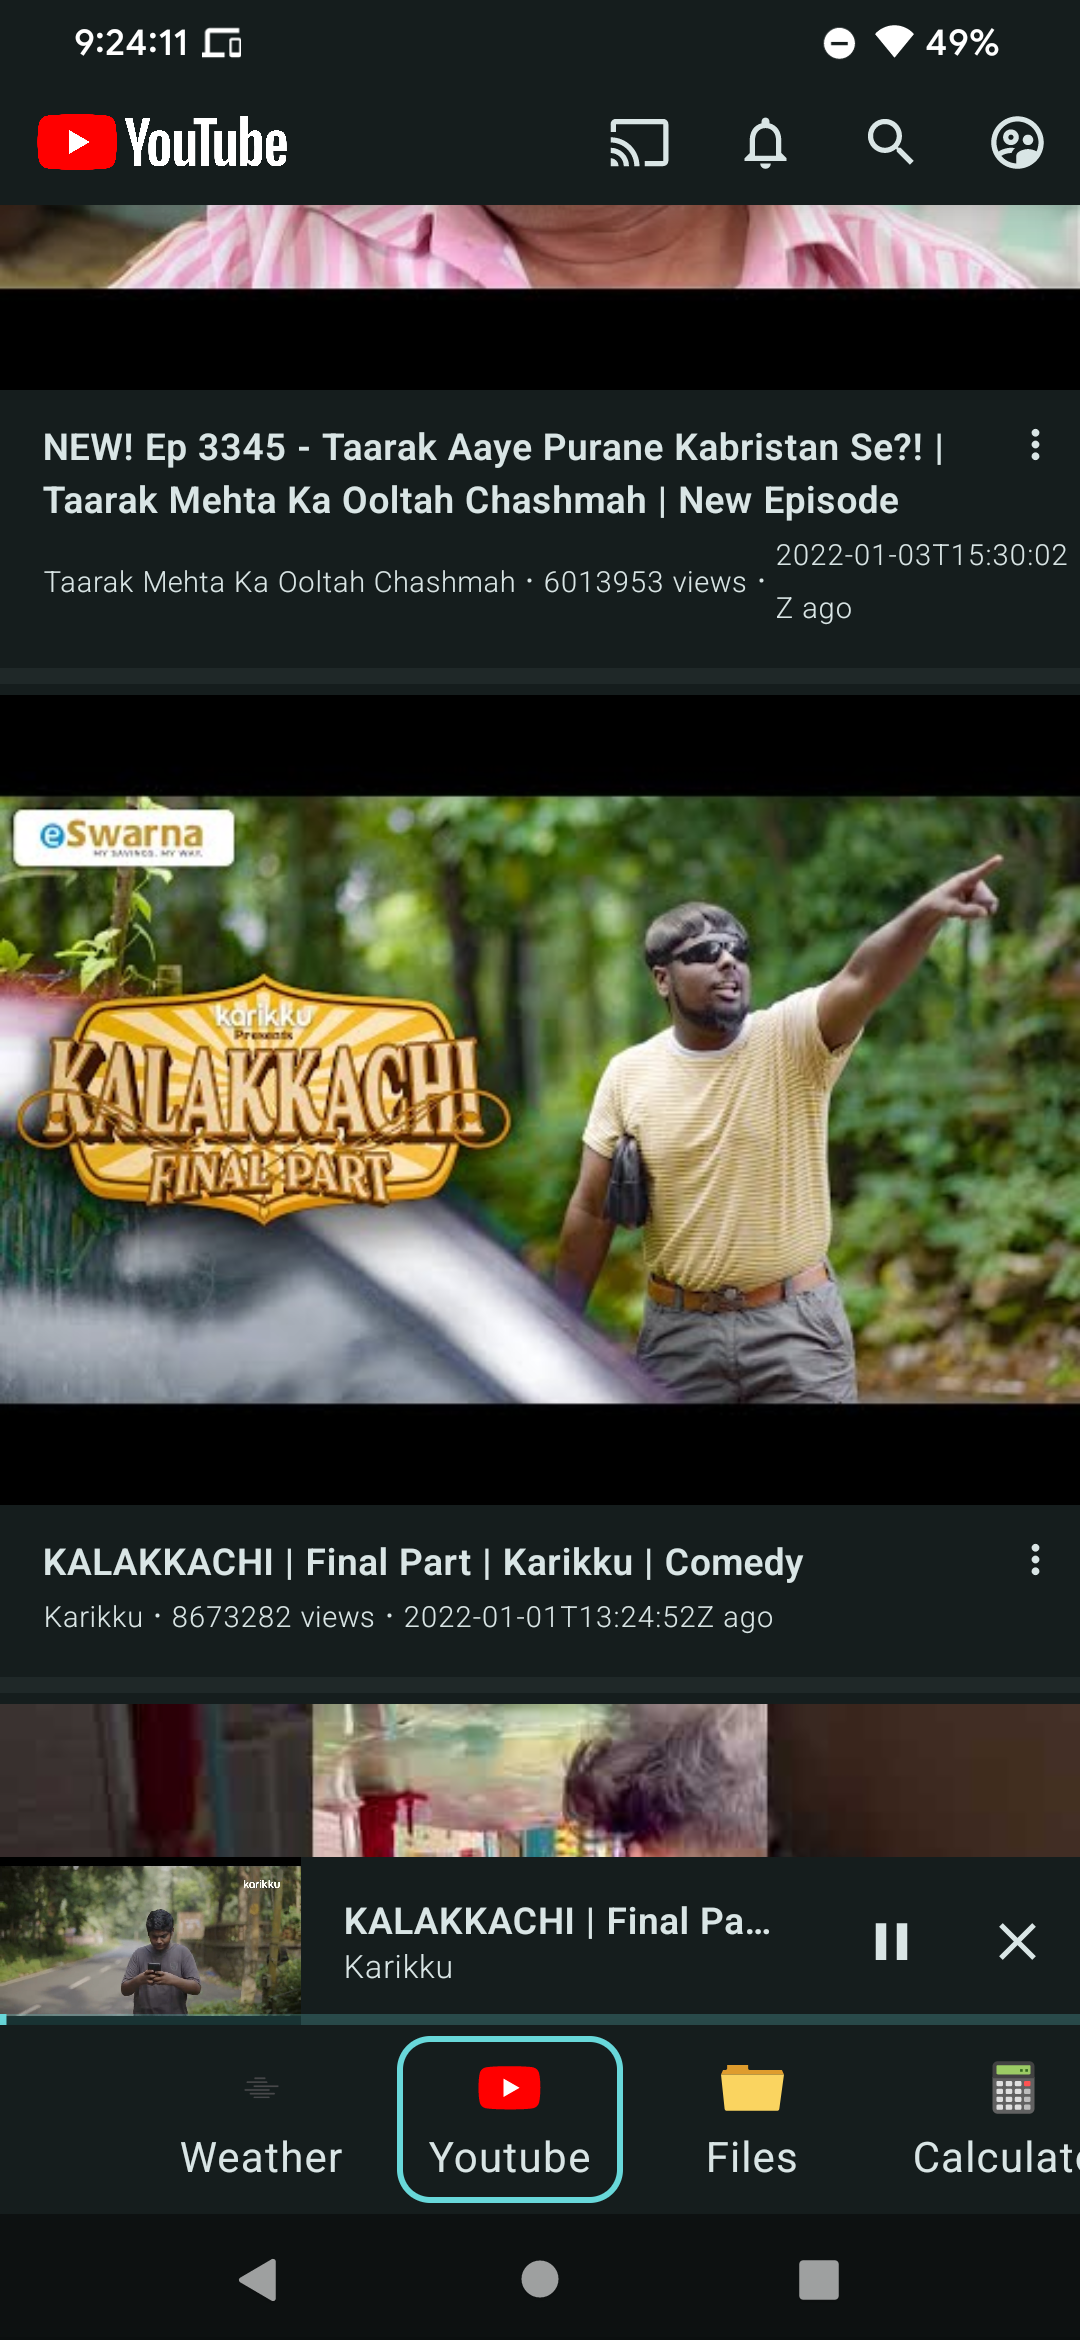 9:24:11
49%
YouTube
NEW! Ep 3345 - Taarak Aaye Purane Kabristan Se?! |
Taarak Mehta Ka Ooltah Chashmah | New Episode
Taarak Mehta Ka Ooltah Chashmah · 6013953 views ·
2022-01-03T15:30:02
Z ago
eSwarna
MY SAVINGS. MY WAY.
karikku
Presents
KALAKKACHI
FINAL PART
KALAKKACHI | Final Part | Karikku | Comedy
Karikku · 8673282 views · 2022-01-01T13:24:52Z ago
karikku
KALAKKACHI | Final Pa...
Karikku
Weather
Youtube
Files
Calculat